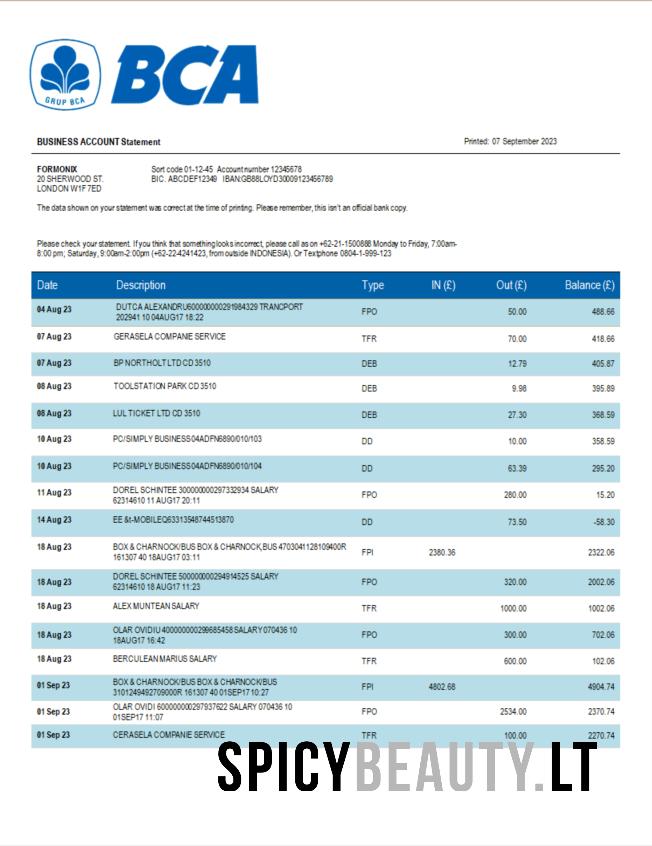 GRUP BCA
BCA
BUSINESS ACCOUNT Statement
Printed: 07 September 2023
FORMONIX
20 SHERWOOD ST.
LONDON W1F 7ED
Sort code 01-12-45 Account number 12345678
BIC: ABCDEF12349 IBAN:GB88LOYD30009123456789
The data shown on your statement was correct at the time of printing. Please remember, this isn't an official bank copy.
Please check your statement. If you think that something looks incorrect, please call as on +62-21-1500888 Monday to Friday, 7:00am-
8:00 pm; Saturday, 9:00am-2:00pm (+62-22-4241423, from outside INDONESIA). Or Textphone 0804-1-999-123
Date Description Type IN (£) Out (£) Balance (£)
04 Aug 23 DUTCA ALEXANDRU600000000291984329 TRANCPORT FPO 50.00 488.66
202941 10 04AUG17 18:22
07 Aug 23 GERASELA COMPANIE SERVICE TFR 70.00 418.66
07 Aug 23 BP NORTHOLT LTD CD 3510 DEB 12.79 405.87
08 Aug 23 TOOLSTATION PARK CD 3510 DEB 9.98 395.89
08 Aug 23 LUL TICKET LTD CD 3510 DEB 27.30 368.59
10 Aug 23 PC/SIMPLY BUSINESS04ADFN6890/010/103 DD 10.00 358.59
10 Aug 23 PC/SIMPLY BUSINESS04ADFN6890/010/104 DD 63.39 295.20
11 Aug 23 DOREL SCHINTEE 300000000297332934 SALARY FPO 280.00 15.20
62314610 11 AUG17 20:11
14 Aug 23 EE &t-MOBILEQ63313548744513870 DD 73.50 -58.30
18 Aug 23 BOX & CHARNOCK/BUS BOX & CHARNOCK,BUS 4703041128109400R FPI 2380.36 2322.06
161307 40 18AUG17 03:11
18 Aug 23 DOREL SCHINTEE 500000000294914525 SALARY FPO 320.00 2002.06
62314610 18 AUG17 11:23
18 Aug 23 ALEX MUNTEAN SALARY TFR 1000.00 1002.06
18 Aug 23 OLAR OVIDIU 400000000299685458 SALARY 070436 10 FPO 300.00 702.06
18AUG17 16:42
18 Aug 23 BERCULEAN MARIUS SALARY TFR 600.00 102.06
01 Sep 23 BOX & CHARNOCK/BUS BOX & CHARNOCK/BUS FPI 4802.68 4904.74
3101249492709000R 161307 40 01SEP17 10:27
01 Sep 23 OLAR OVIDI 600000000297937622 SALARY 070436 10 FPO 2534.00 2370.74
01SEP17 11:07
01 Sep 23 CERASELA COMPANIE SERVICE TFR 100.00 2270.74
SPICYBEAUTY.LT